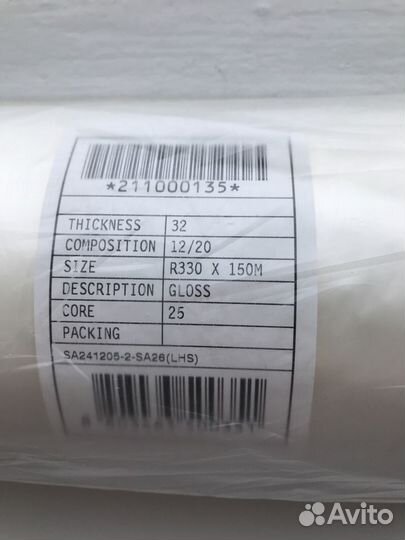 *211000135*
THICKNESS 32
COMPOSITION 12/20
SIZE R330 X 150M
DESCRIPTION GLOSS
CORE 25
PACKING
SA241205-2-SA26(LHS)
Avito